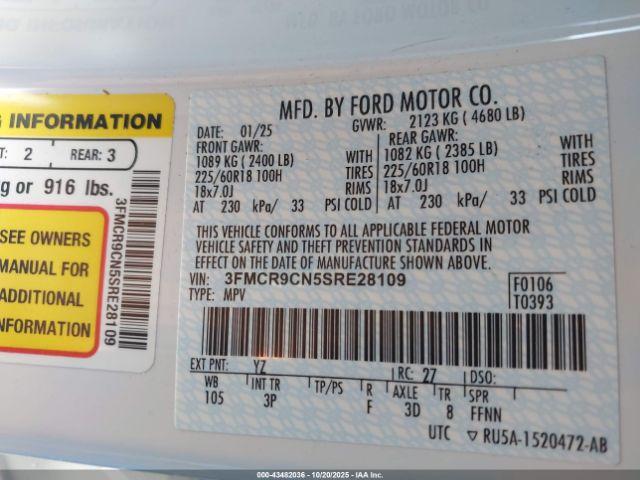 G INFORMATION
T: 2 REAR: 3
kg or 916 lbs.
SEE OWNERS
MANUAL FOR
ADDITIONAL
INFORMATION
3FMCR9CN5SRE28109
MFD. BY FORD MOTOR CO.
DATE: 01/25 GVWR: 2123 KG ( 4680 LB)
FRONT GAWR: REAR GAWR:
1089 KG ( 2400 LB) WITH 1082 KG ( 2385 LB) WITH
225/60R18 100H TIRES 225/60R18 100H TIRES
18x7.0J RIMS 18x7.0J RIMS
AT 230 kPa/ 33 PSI COLD AT 230 kPa/ 33 PSI COLD
THIS VEHICLE CONFORMS TO ALL APPLICABLE FEDERAL MOTOR
VEHICLE SAFETY AND THEFT PREVENTION STANDARDS IN
EFFECT ON THE DATE OF MANUFACTURE SHOWN ABOVE.
VIN: 3FMCR9CN5SRE28109 F0106
TYPE: MPV T0393
EXT PNT: YZ RC: 27 DSO:
WB INT TR TP/PS R AXLE TR SPR
105 3P F 3D 8 FFNN
UTC ▽ RU5A-1520472-AB
000-43482036 - 10/20/2025 - IAAI.COM